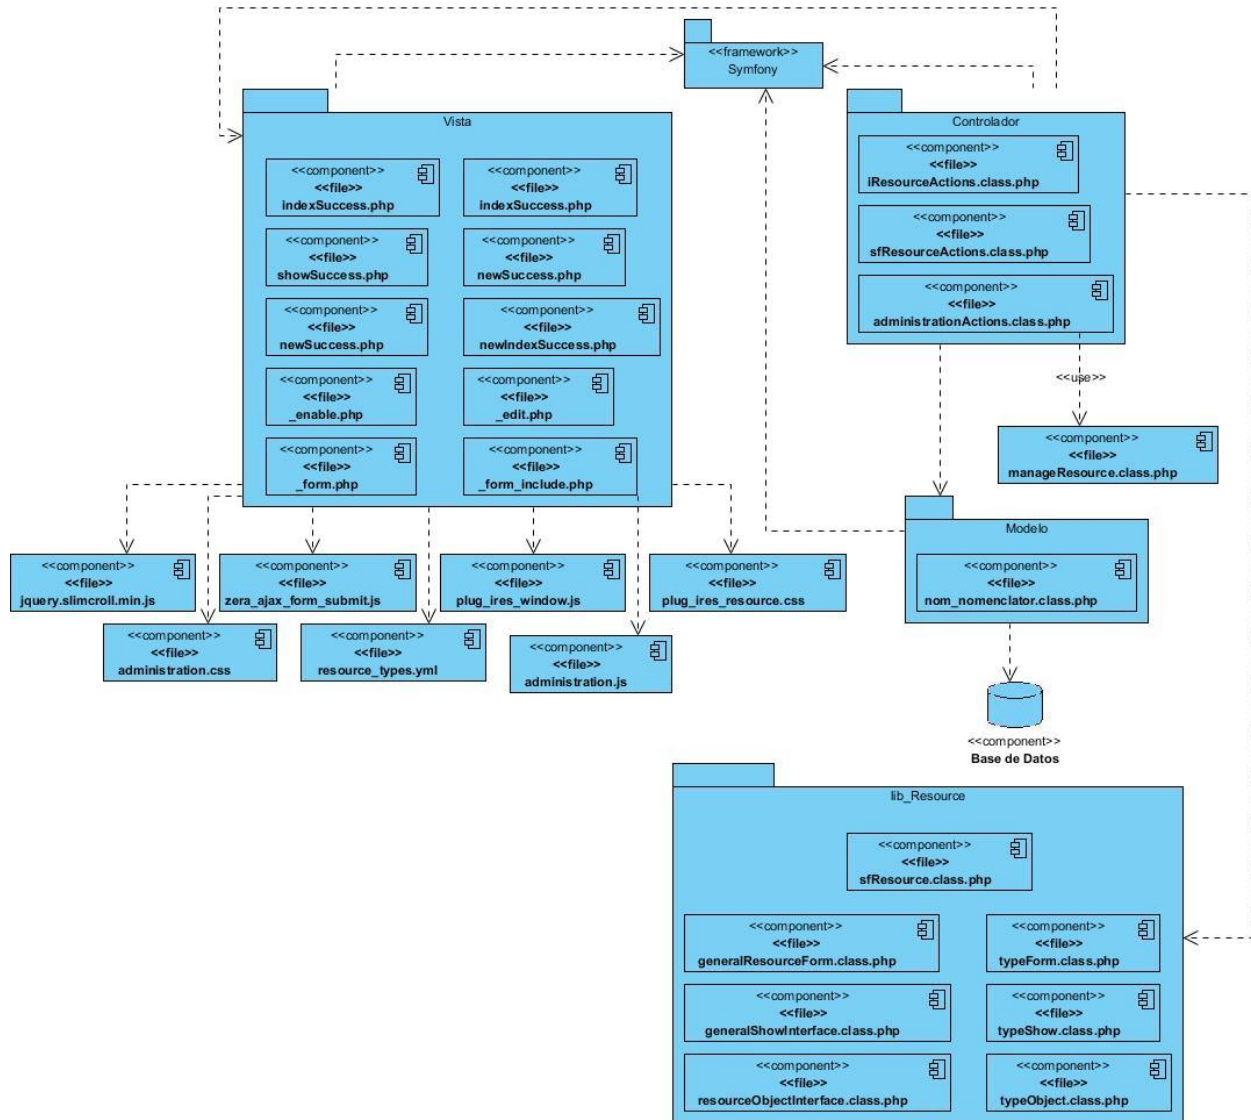 <<framework>>
Symfony
Vista
<<component>>
<<file>>
indexSuccess.php
<<component>>
<<file>>
indexSuccess.php
<<component>>
<<file>>
showSuccess.php
<<component>>
<<file>>
newSuccess.php
<<component>>
<<file>>
newSuccess.php
<<component>>
<<file>>
newIndexSuccess.php
<<component>>
<<file>>
_enable.php
<<component>>
<<file>>
_edit.php
<<component>>
<<file>>
_form.php
<<component>>
<<file>>
_form_include.php
Controlador
<<component>>
<<file>>
iResourceActions.class.php
<<component>>
<<file>>
sfResourceActions.class.php
<<component>>
<<file>>
administrationActions.class.php
<<use>>
<<component>>
<<file>>
manageResource.class.php
Modelo
<<component>>
<<file>>
nom_nomenclator.class.php
<<component>>
<<file>>
jquery.slimcroll.min.js
<<component>>
<<file>>
zera_ajax_form_submit.js
<<component>>
<<file>>
plug_ires_window.js
<<component>>
<<file>>
plug_ires_resource.css
<<component>>
<<file>>
administration.css
<<component>>
<<file>>
resource_types.yml
<<component>>
<<file>>
administration.js
<<component>>
Base de Datos
lib_Resource
<<component>>
<<file>>
sfResource.class.php
<<component>>
<<file>>
generalResourceForm.class.php
<<component>>
<<file>>
typeForm.class.php
<<component>>
<<file>>
generalShowInterface.class.php
<<component>>
<<file>>
typeShow.class.php
<<component>>
<<file>>
resourceObjectInterface.class.php
<<component>>
<<file>>
typeObject.class.php